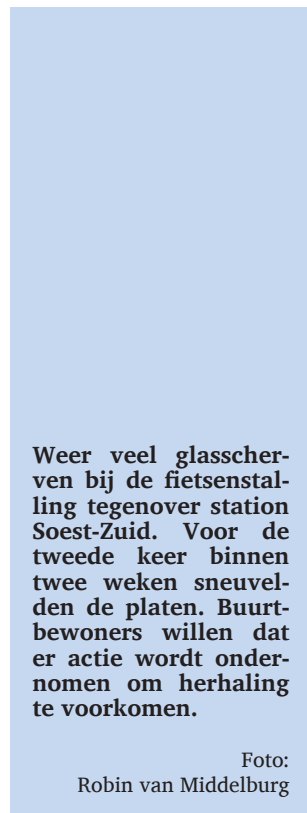 Weer veel glasscher-
ven bij de fietsenstal-
ling tegenover station
Soest-Zuid. Voor de
tweede keer binnen
twee weken sneuvel-
den de platen. Buurt-
bewoners willen dat
er actie wordt onder-
nomen om herhaling
te voorkomen.
Foto:
Robin van Middelburg